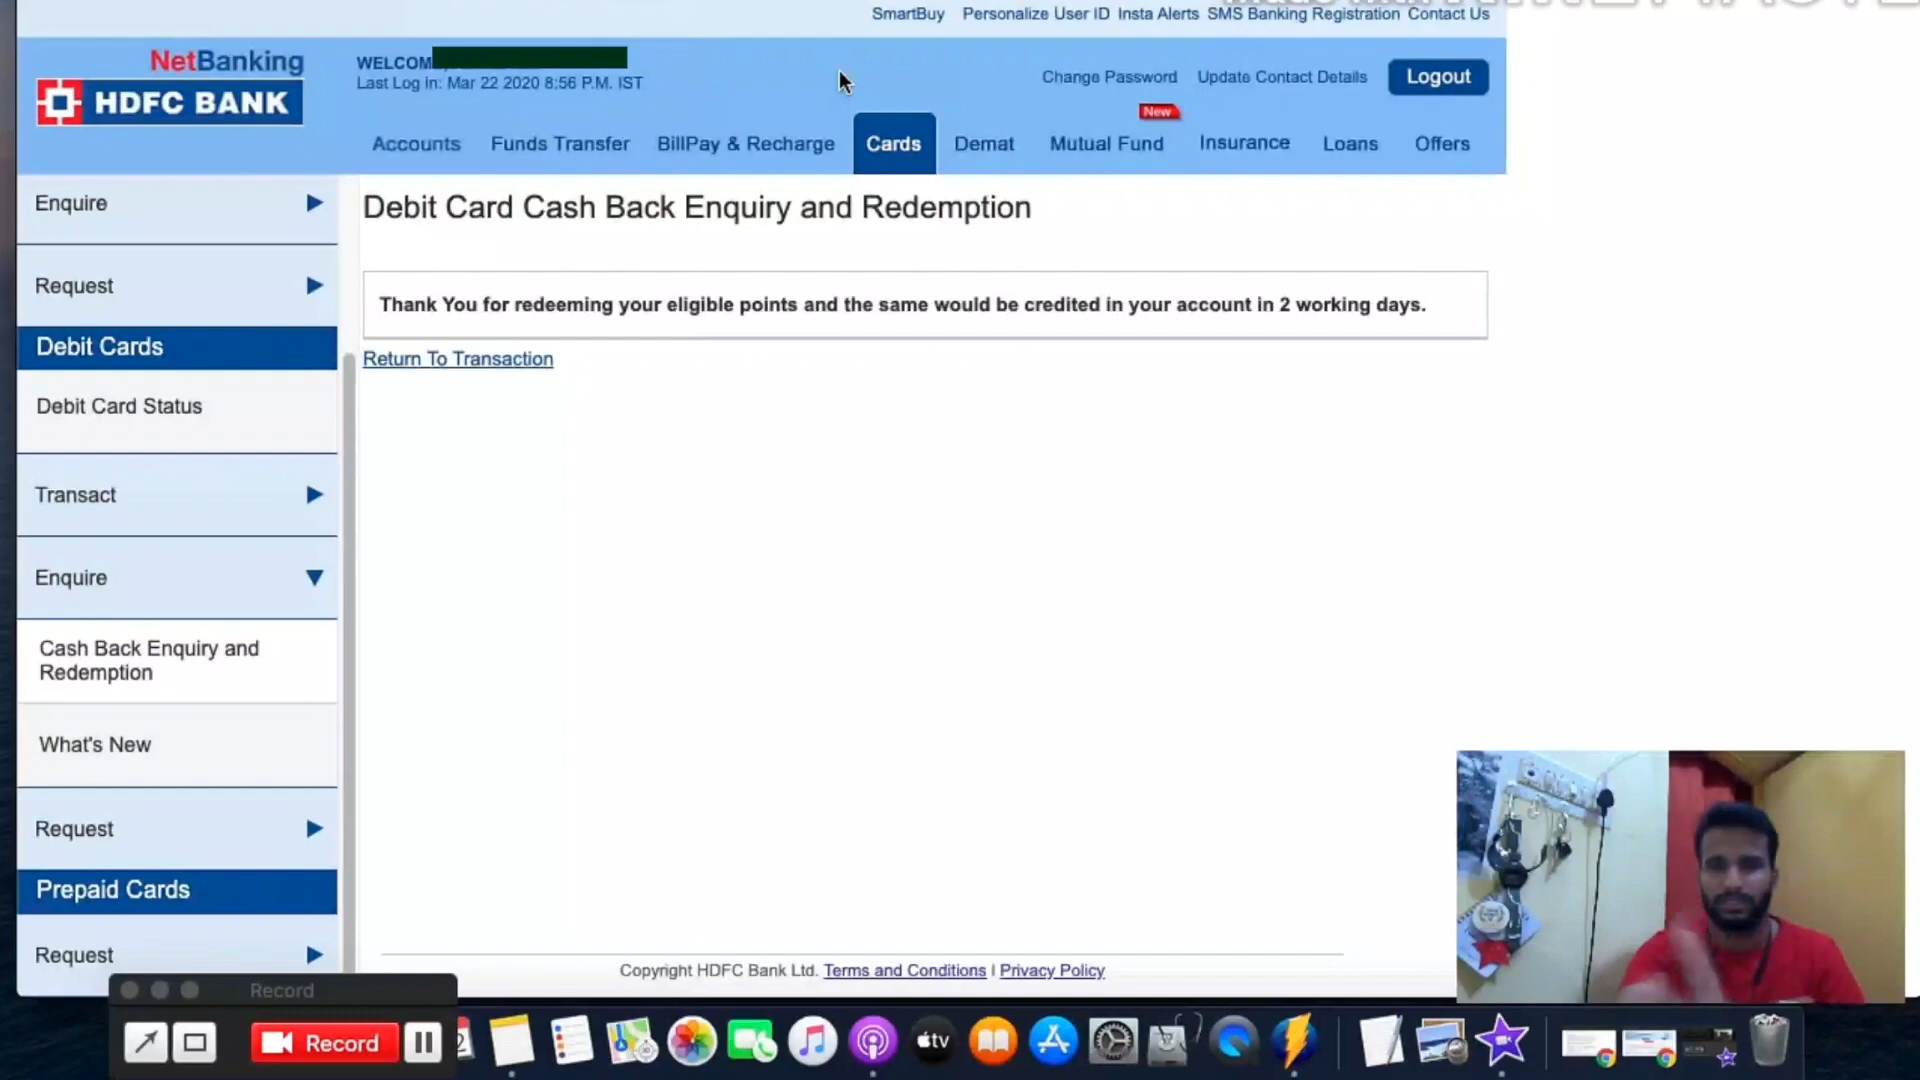 SmartBuy Personalize User ID Insta Alerts SMS Banking Registration Contact Us
NetBanking
HDFC BANK
WELCOM
Last Log in: Mar 22 2020 8:56 P.M. IST
Change Password Update Contact Details Logout
New
Accounts Funds Transfer BillPay & Recharge Cards Demat Mutual Fund Insurance Loans Offers
Enquire
Request
Debit Cards
Debit Card Status
Transact
Enquire
Cash Back Enquiry and
Redemption
What's New
Request
Prepaid Cards
Request
Debit Card Cash Back Enquiry and Redemption
Thank You for redeeming your eligible points and the same would be credited in your account in 2 working days.
Return To Transaction
Copyright HDFC Bank Ltd. Terms and Conditions | Privacy Policy
Record
Record
tv